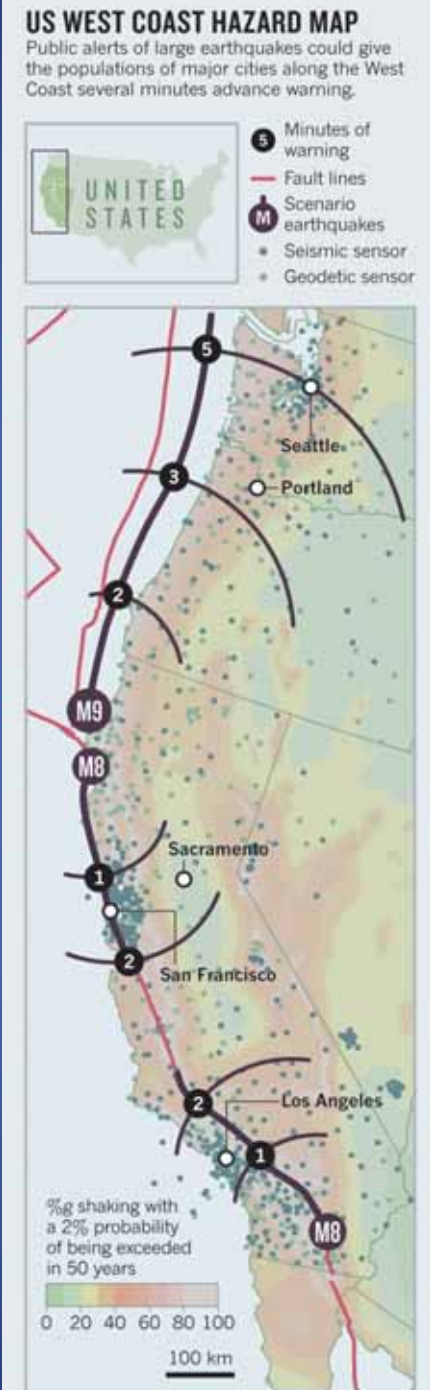 US WEST COAST HAZARD MAP
Public alerts of large earthquakes could give
the populations of major cities along the West
Coast several minutes advance warning.
UNITED
STATES
5 Minutes of
warning
Fault lines
M Scenario
earthquakes
Seismic sensor
Geodetic sensor
5
Seattle
3
Portland
2
M9
M8
Sacramento
1
2
San Francisco
2
Los Angeles
1
M8
%g shaking with
a 2% probability
of being exceeded
in 50 years
0 20 40 60 80 100
100 km